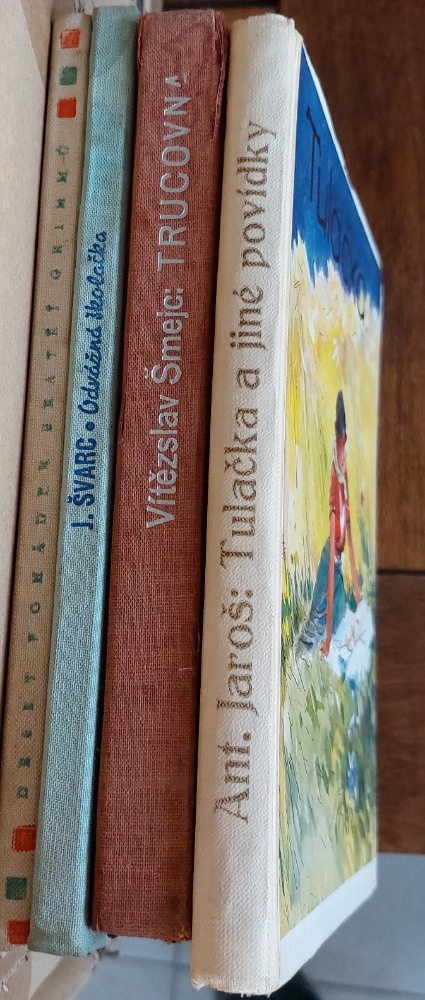 DESET POHÁDEK BRATŘÍ GRIMMŮ
J. ŠVARC • Odvážná školačka
Vítězslav Šmejc: TRUCOVNA
Ant. Jaroš: Tulačka a jiné povídky